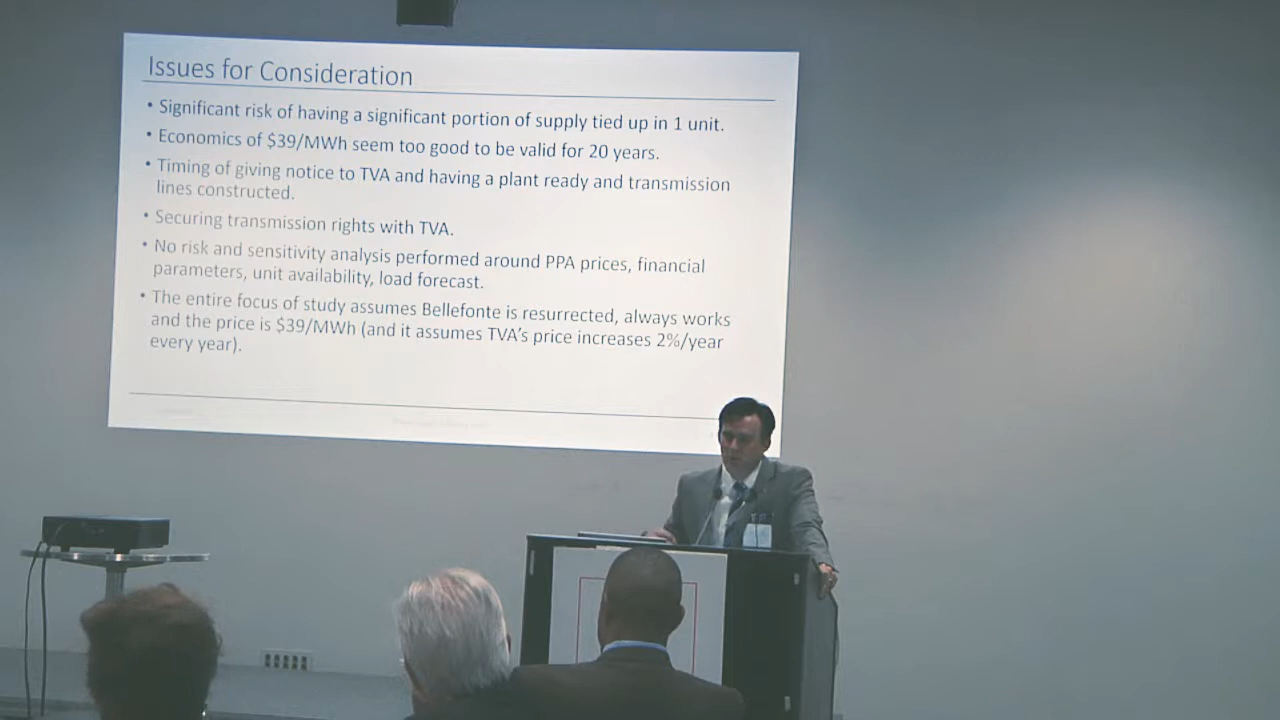 Issues for Consideration
• Significant risk of having a significant portion of supply tied up in 1 unit.
• Economics of $39/MWh seem too good to be valid for 20 years.
• Timing of giving notice to TVA and having a plant ready and transmission
lines constructed.
• Securing transmission rights with TVA.
• No risk and sensitivity analysis performed around PPA prices, financial
parameters, unit availability, load forecast.
• The entire focus of study assumes Bellefonte is resurrected, always works
and the price is $39/MWh (and it assumes TVA's price increases 2%/year
every year).